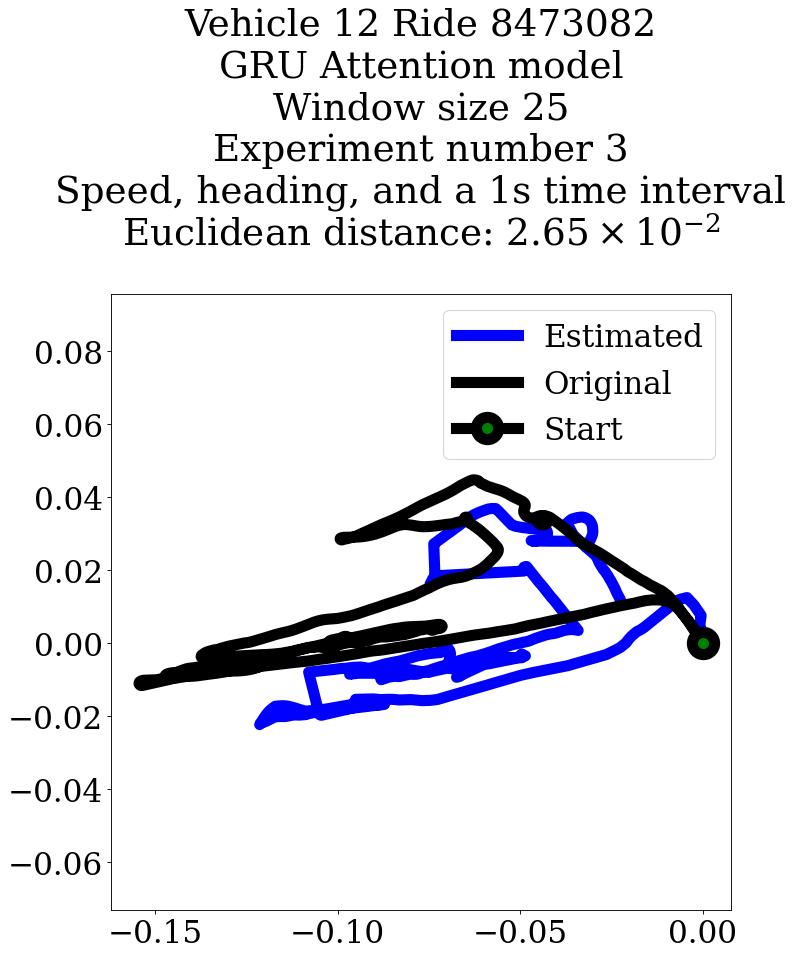 Vehicle 12 Ride 8473082
GRU Attention model
Window size 25
Experiment number 3
Speed, heading, and a 1s time interval
Euclidean distance: 2.65 × 10⁻²
Estimated
Original
Start
0.08
0.06
0.04
0.02
0.00
−0.02
−0.04
−0.06
−0.15 −0.10 −0.05 0.00